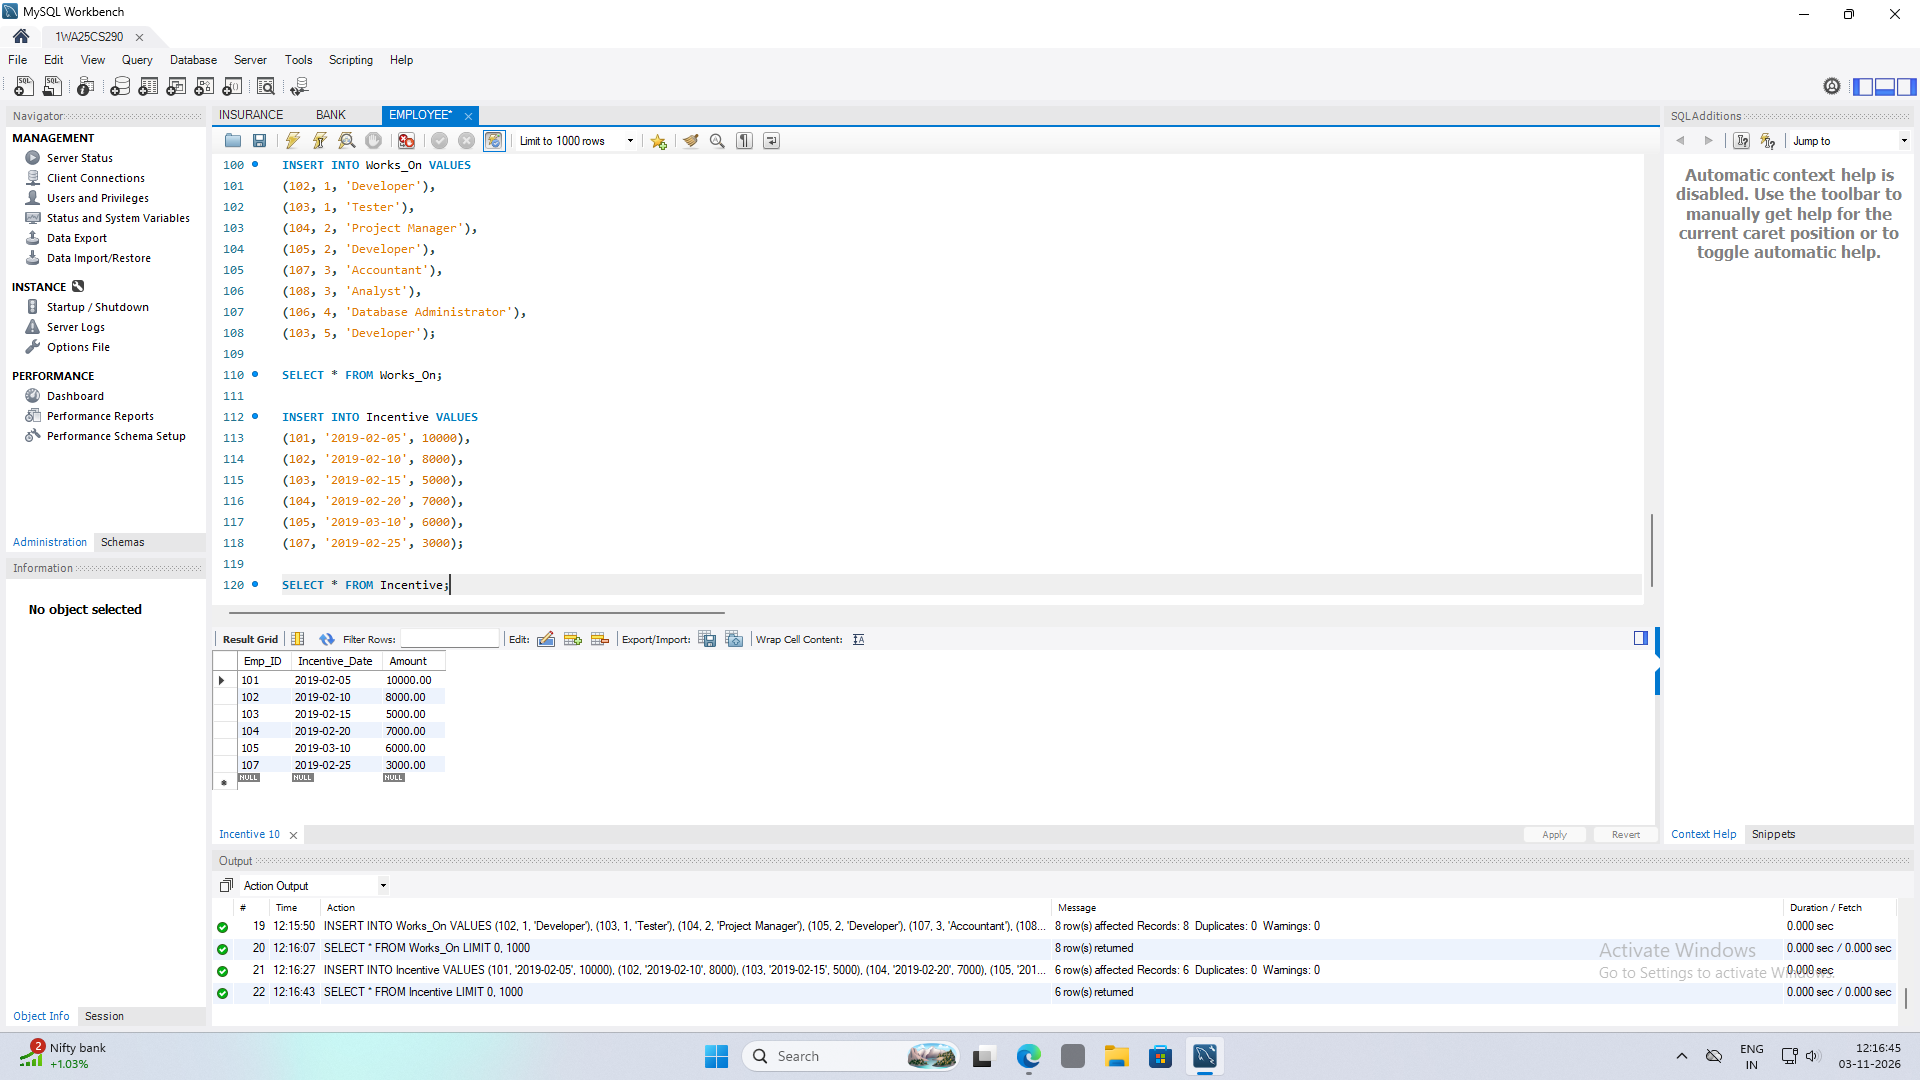 MySQL Workbench
1WA25CS290
File Edit View Query Database Server Tools Scripting Help
Navigator
MANAGEMENT
Server Status
Client Connections
Users and Privileges
Status and System Variables
Data Export
Data Import/Restore
INSTANCE
Startup / Shutdown
Server Logs
Options File
PERFORMANCE
Dashboard
Performance Reports
Performance Schema Setup
Administration Schemas
Information
No object selected
Object Info Session
INSURANCE BANK EMPLOYEE*
Limit to 1000 rows
100 INSERT INTO Works_On VALUES
101 (102, 1, 'Developer'),
102 (103, 1, 'Tester'),
103 (104, 2, 'Project Manager'),
104 (105, 2, 'Developer'),
105 (107, 3, 'Accountant'),
106 (108, 3, 'Analyst'),
107 (106, 4, 'Database Administrator'),
108 (103, 5, 'Developer');
109
110 SELECT * FROM Works_On;
111
112 INSERT INTO Incentive VALUES
113 (101, '2019-02-05', 10000),
114 (102, '2019-02-10', 8000),
115 (103, '2019-02-15', 5000),
116 (104, '2019-02-20', 7000),
117 (105, '2019-03-10', 6000),
118 (107, '2019-02-25', 3000);
119
120 SELECT * FROM Incentive;
Result Grid Filter Rows: Edit: Export/Import: Wrap Cell Content:
Emp_ID Incentive_Date Amount
101 2019-02-05 10000.00
102 2019-02-10 8000.00
103 2019-02-15 5000.00
104 2019-02-20 7000.00
105 2019-03-10 6000.00
107 2019-02-25 3000.00
NULL NULL NULL
Incentive 10 Apply Revert
SQLAdditions
Jump to
Automatic context help is
disabled. Use the toolbar to
manually get help for the
current caret position or to
toggle automatic help.
Context Help Snippets
Output
Action Output
# Time Action Message Duration / Fetch
19 12:15:50 INSERT INTO Works_On VALUES (102, 1, 'Developer'), (103, 1, 'Tester'), (104, 2, 'Project Manager'), (105, 2, 'Developer'), (107, 3, 'Accountant'), (108... 8 row(s) affected Records: 8 Duplicates: 0 Warnings: 0 0.000 sec
20 12:16:07 SELECT * FROM Works_On LIMIT 0, 1000 8 row(s) returned 0.000 sec / 0.000 sec
21 12:16:27 INSERT INTO Incentive VALUES (101, '2019-02-05', 10000), (102, '2019-02-10', 8000), (103, '2019-02-15', 5000), (104, '2019-02-20', 7000), (105, '201... 6 row(s) affected Records: 6 Duplicates: 0 Warnings: 0 0.000 sec
22 12:16:43 SELECT * FROM Incentive LIMIT 0, 1000 6 row(s) returned 0.000 sec / 0.000 sec
Activate Windows
Go to Settings to activate Windows.
2 Nifty bank
+1.03%
Search
ENG
IN
12:16:45
03-11-2026